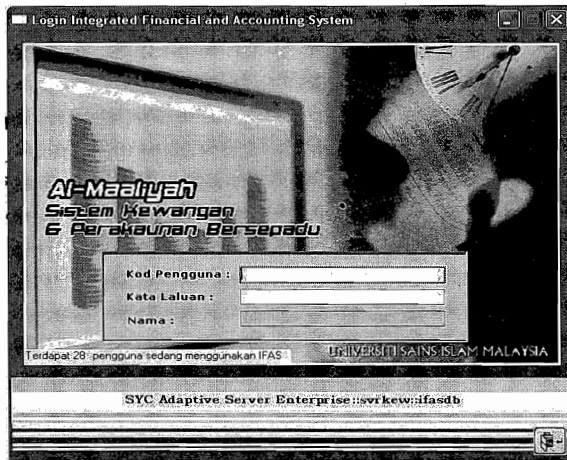 Login Integrated Financial and Accounting System
Al-Maaliyah
Sistem Kewangan
& Perakaunan Bersepadu
Kod Pengguna :
Kata Laluan :
Nama :
Terdapat 28 pengguna sedang menggunakan IFAS
UNIVERSITI SAINS ISLAM MALAYSIA
SYC Adaptive Server Enterprise::svrkew::ifasdb